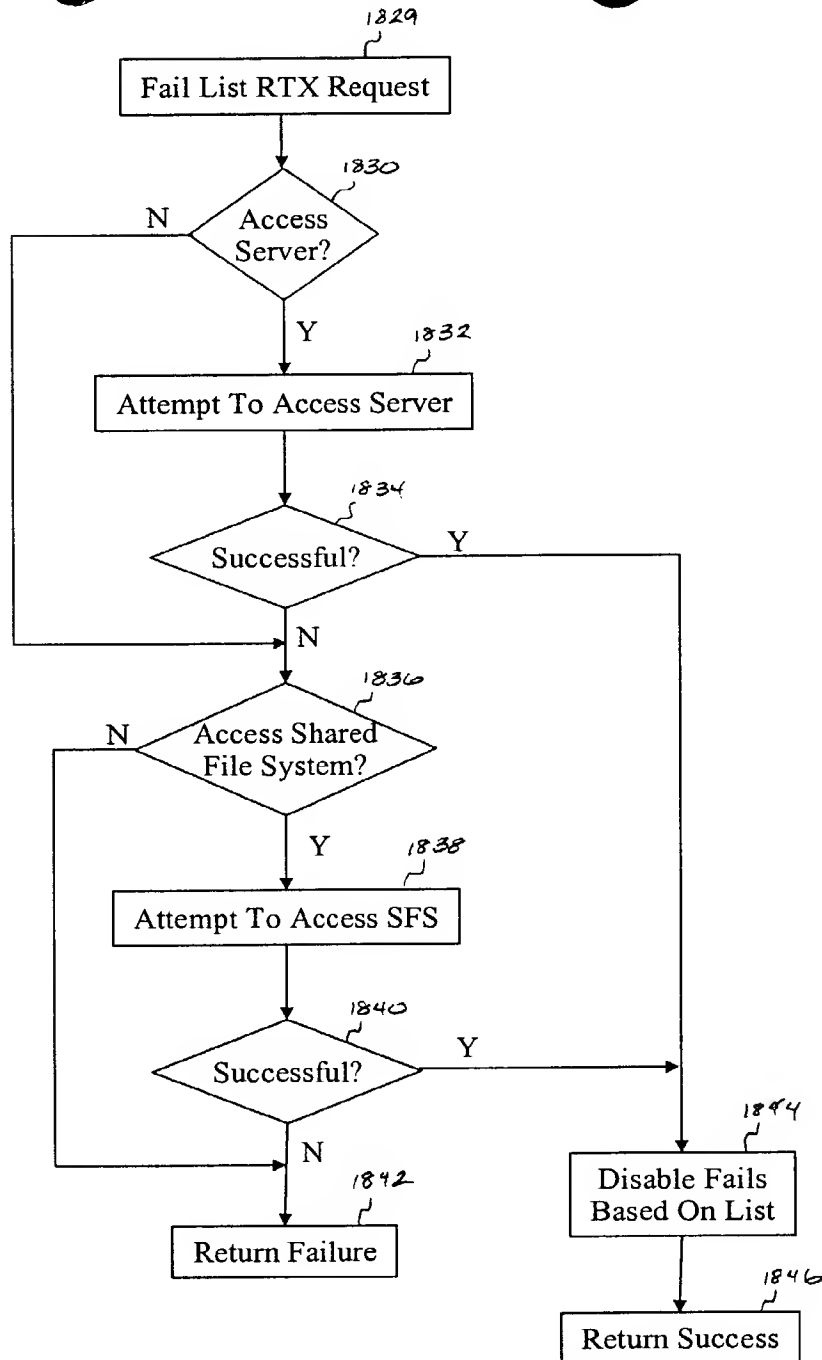 1829
Fail List RTX Request
1830
Access
Server?
N
Y
1832
Attempt To Access Server
1834
Successful?
Y
N
1836
Access Shared
File System?
N
Y
1838
Attempt To Access SFS
1840
Successful?
Y
N
1842
Return Failure
1844
Disable Fails
Based On List
1846
Return Success